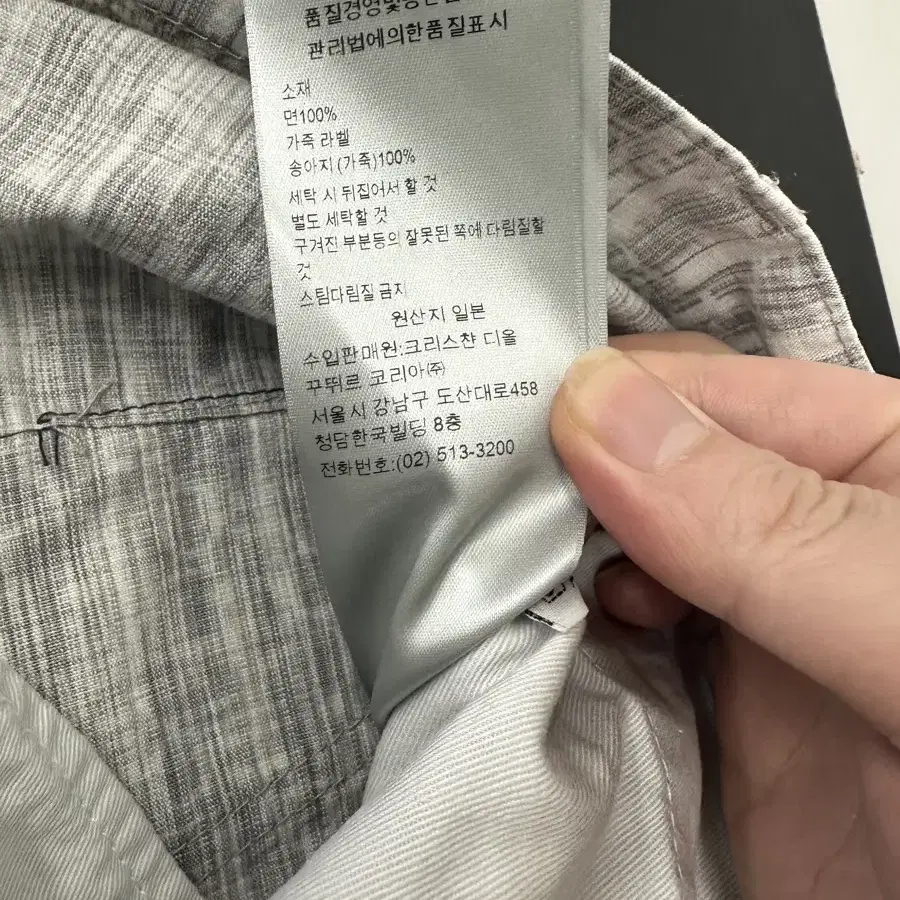 품질경영및공산품
관리법에의한품질표시
소재
면100%
가죽 라벨
송아지 (가죽)100%
세탁 시 뒤집어서 할 것
별도 세탁할 것
구겨진 부분등의 잘못된 쪽에 다림질할
것
스팀다림질 금지
원산지 일본
수입판매원:크리스챤 디올
꾸뛰르 코리아(주)
서울시 강남구 도산대로458
청담한국빌딩 8층
전화번호:(02) 513-3200